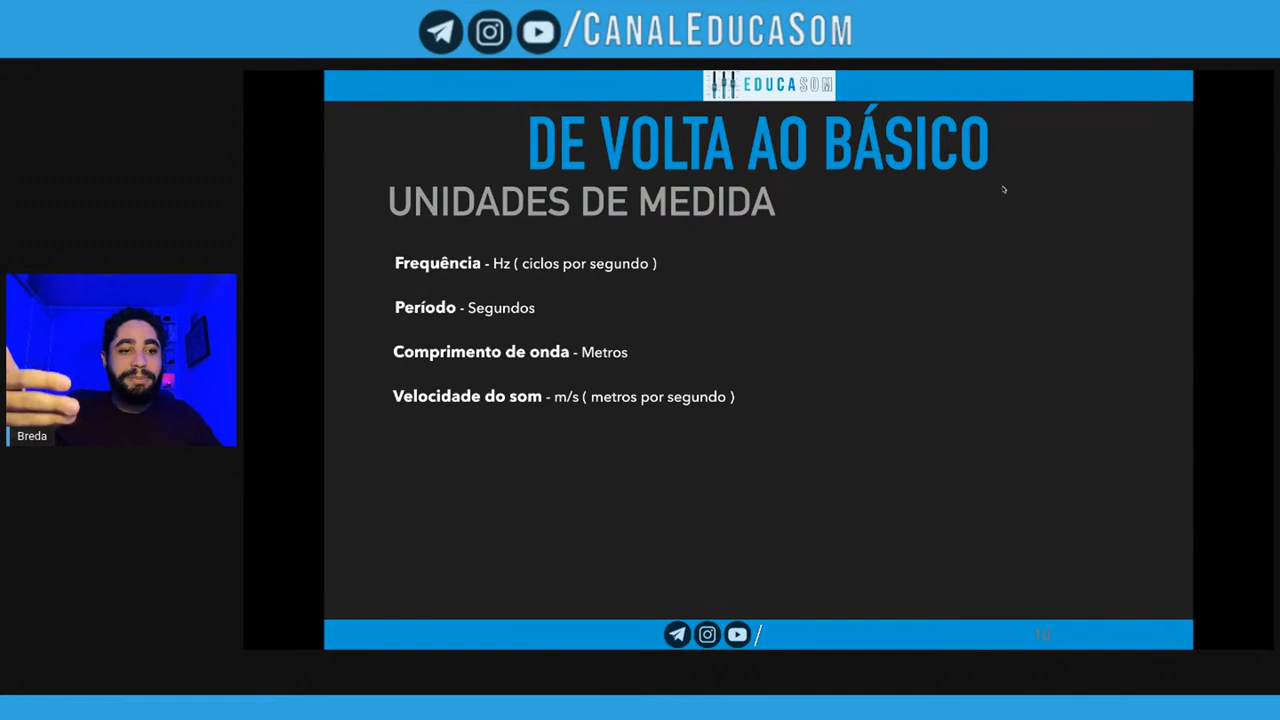 /CANALEDUCASOM
EDUCASOM
DE VOLTA AO BÁSICO
UNIDADES DE MEDIDA
Frequência - Hz ( ciclos por segundo )
Período - Segundos
Comprimento de onda - Metros
Velocidade do som - m/s ( metros por segundo )
Breda
/
10